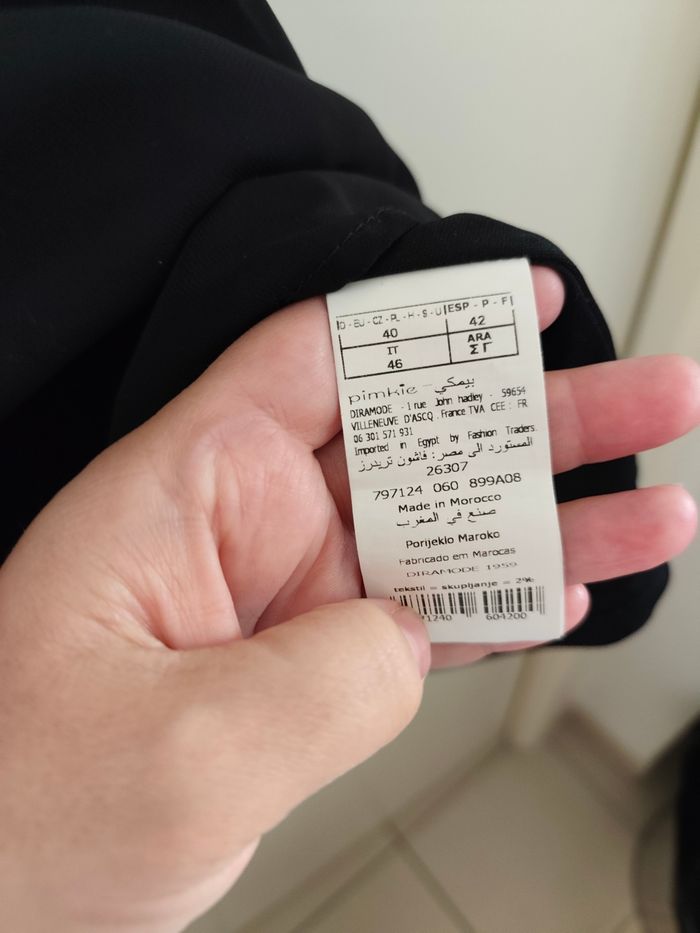 D - EU - CZ - PL - H - S - U ESP - P - F
40 42
IT ARA
46 Σ Γ
pimkie - بيمكي
DIRAMODE - 1 rue John hadley - 59654
VILLENEUVE D'ASCQ . France TVA CEE : FR
06 301 571 931
Imported in Egypt by Fashion Traders.
المستورد الى مصر: فاشون تريدرز
26307
797124 060 899A08
Made in Morocco
صنع في المغرب
Porijeklo Maroko
Fabricado em Marocas
DIRAMODE 1959
tekstil = skupljanje = 2%
71240 604200